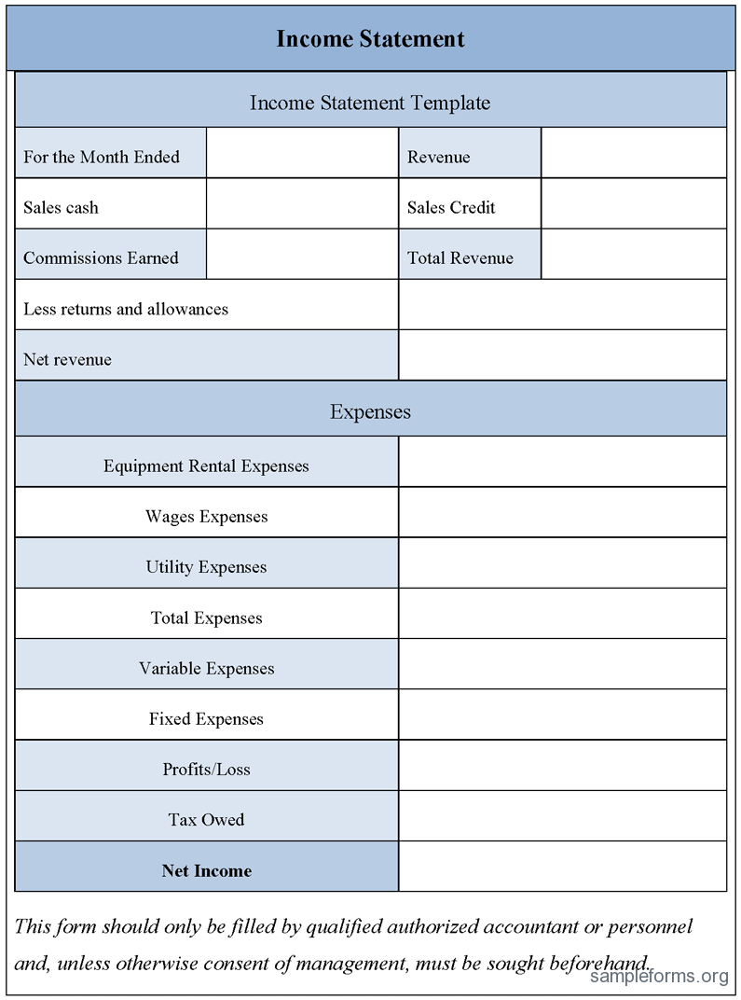 Income Statement
Income Statement Template
For the Month Ended
Revenue
Sales cash
Sales Credit
Commissions Earned
Total Revenue
Less returns and allowances
Net revenue
Expenses
Equipment Rental Expenses
Wages Expenses
Utility Expenses
Total Expenses
Variable Expenses
Fixed Expenses
Profits/Loss
Tax Owed
Net Income
This form should only be filled by qualified authorized accountant or personnel
and, unless otherwise consent of management, must be sought beforehand.
sampleforms.org